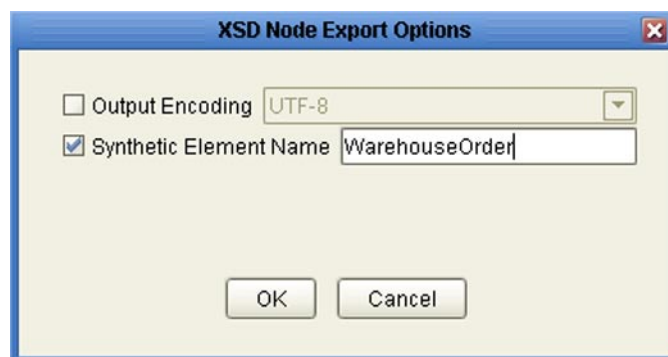 XSD Node Export Options
Output Encoding UTF-8
Synthetic Element Name WarehouseOrder
OK Cancel